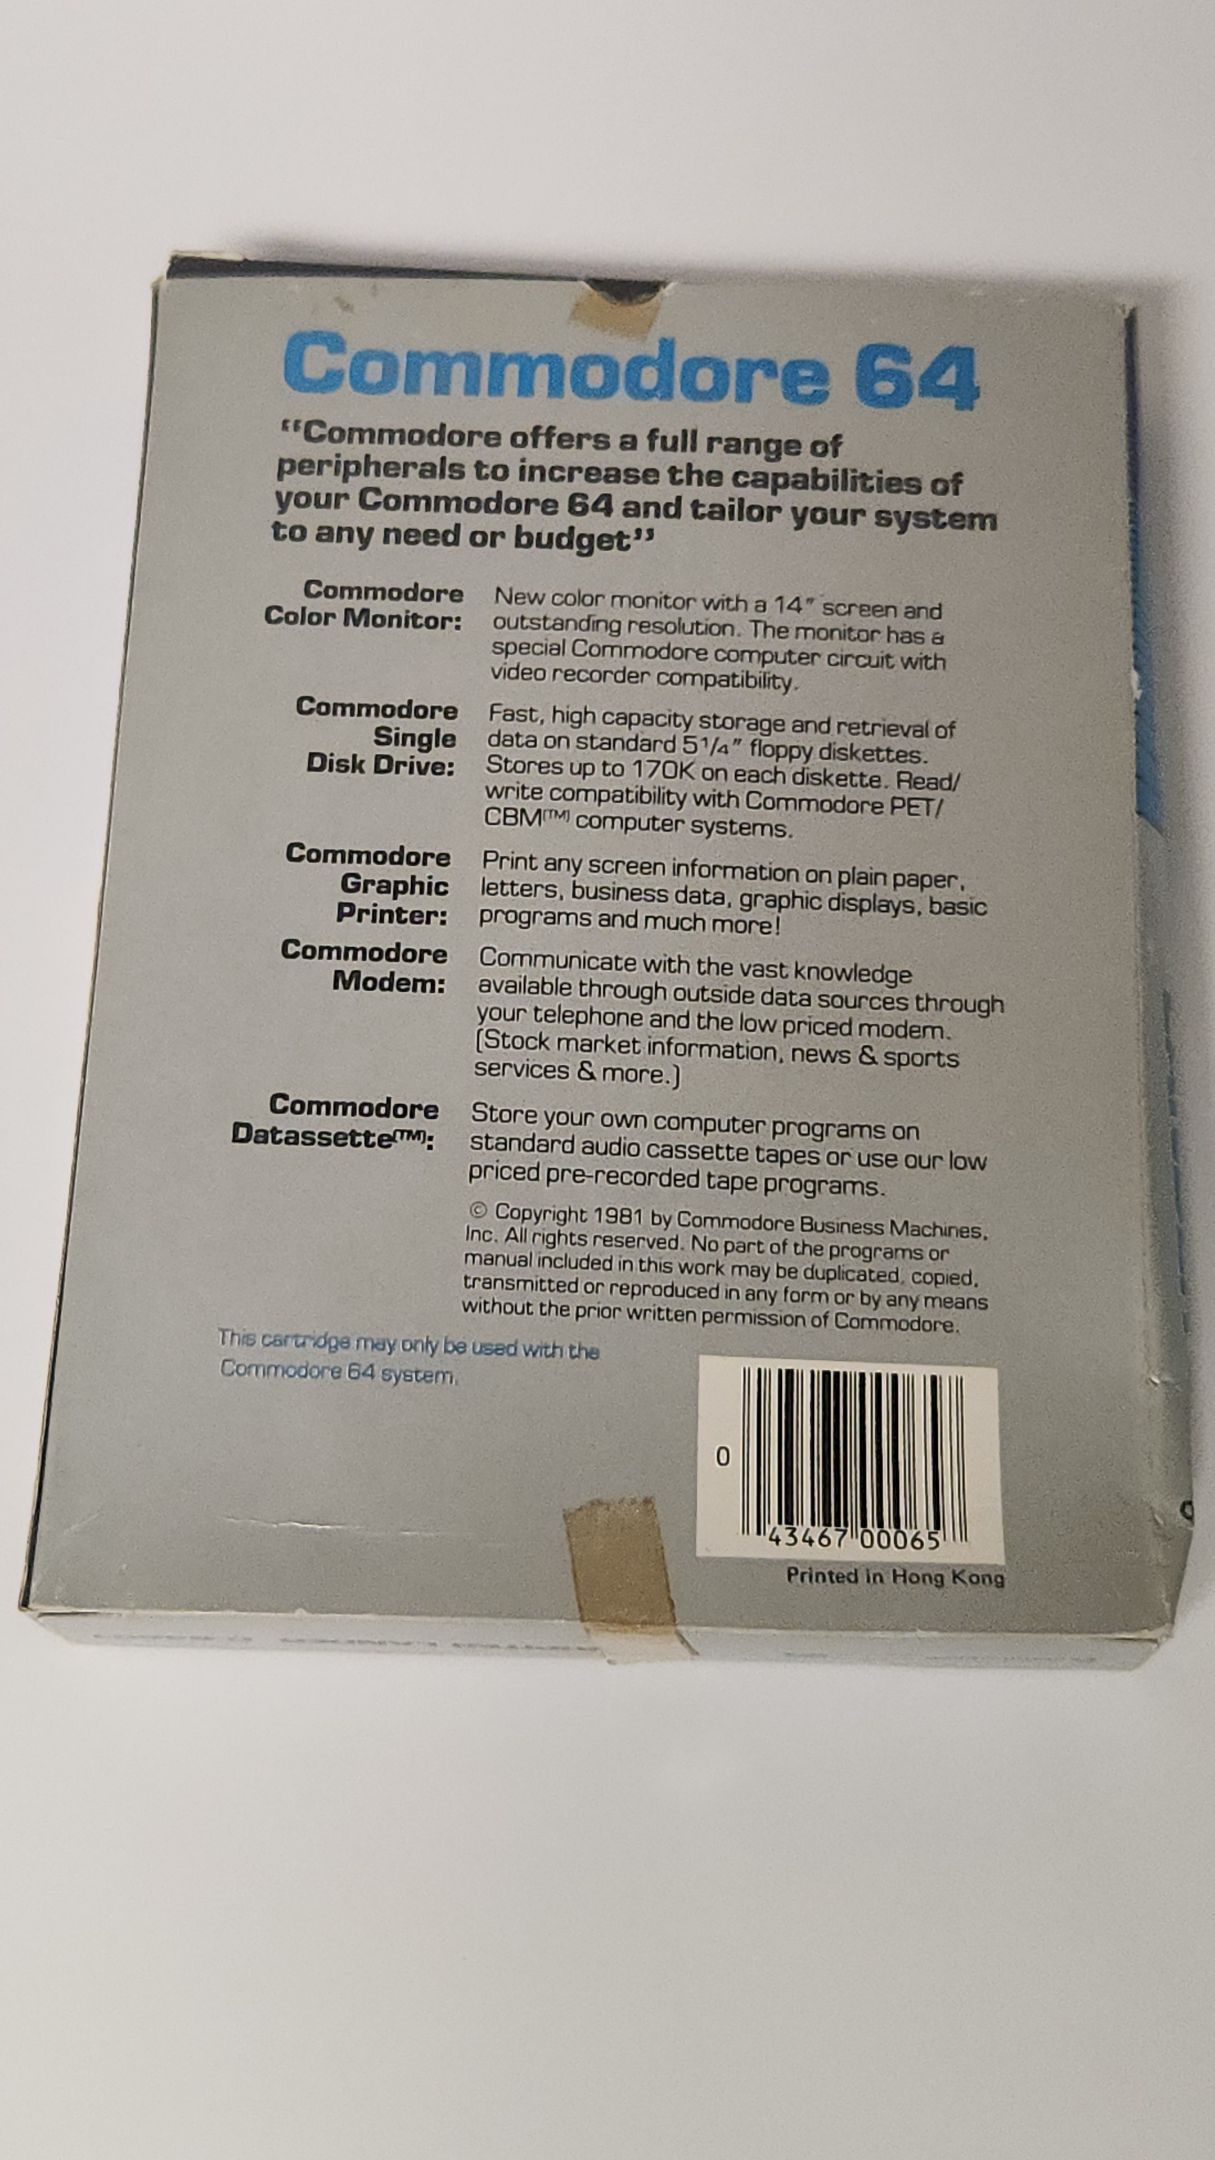 Commodore 64
“Commodore offers a full range of
peripherals to increase the capabilities of
your Commodore 64 and tailor your system
to any need or budget”
Commodore
Color Monitor:
New color monitor with a 14" screen and
outstanding resolution. The monitor has a
special Commodore computer circuit with
video recorder compatibility.
Commodore
Single
Disk Drive:
Fast, high capacity storage and retrieval of
data on standard 5 1/4" floppy diskettes.
Stores up to 170K on each diskette. Read/
write compatibility with Commodore PET/
CBM(TM) computer systems.
Commodore
Graphic
Printer:
Print any screen information on plain paper,
letters, business data, graphic displays, basic
programs and much more!
Commodore
Modem:
Communicate with the vast knowledge
available through outside data sources through
your telephone and the low priced modem.
(Stock market information, news & sports
services & more.)
Commodore
Datassette(TM):
Store your own computer programs on
standard audio cassette tapes or use our low
priced pre-recorded tape programs.
© Copyright 1981 by Commodore Business Machines,
Inc. All rights reserved. No part of the programs or
manual included in this work may be duplicated, copied,
transmitted or reproduced in any form or by any means
without the prior written permission of Commodore.
This cartridge may only be used with the
Commodore 64 system.
0 43467 00065
Printed in Hong Kong